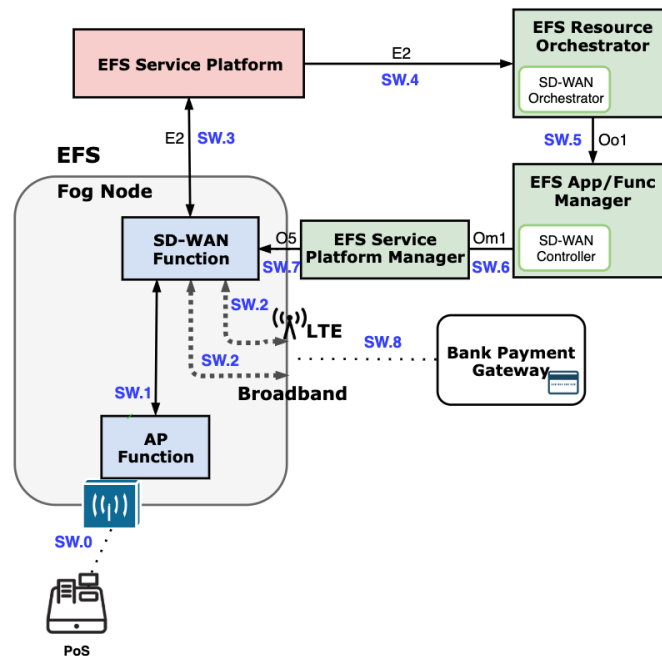 EFS Resource
Orchestrator
SD-WAN
Orchestrator
EFS Service Platform
E2
SW.4
SW.5
Oo1
E2
SW.3
EFS
Fog Node
EFS App/Func
Manager
SD-WAN
Controller
SD-WAN
Function
O5
SW.7
EFS Service
Platform Manager
Om1
SW.6
SW.2
LTE
SW.2
SW.8
Bank Payment
Gateway
Broadband
SW.1
AP
Function
SW.0
PoS